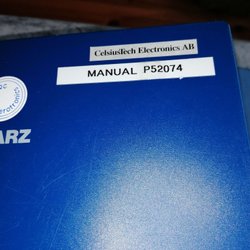 CelsiusTech Electronics AB
MANUAL P52074
ARZ